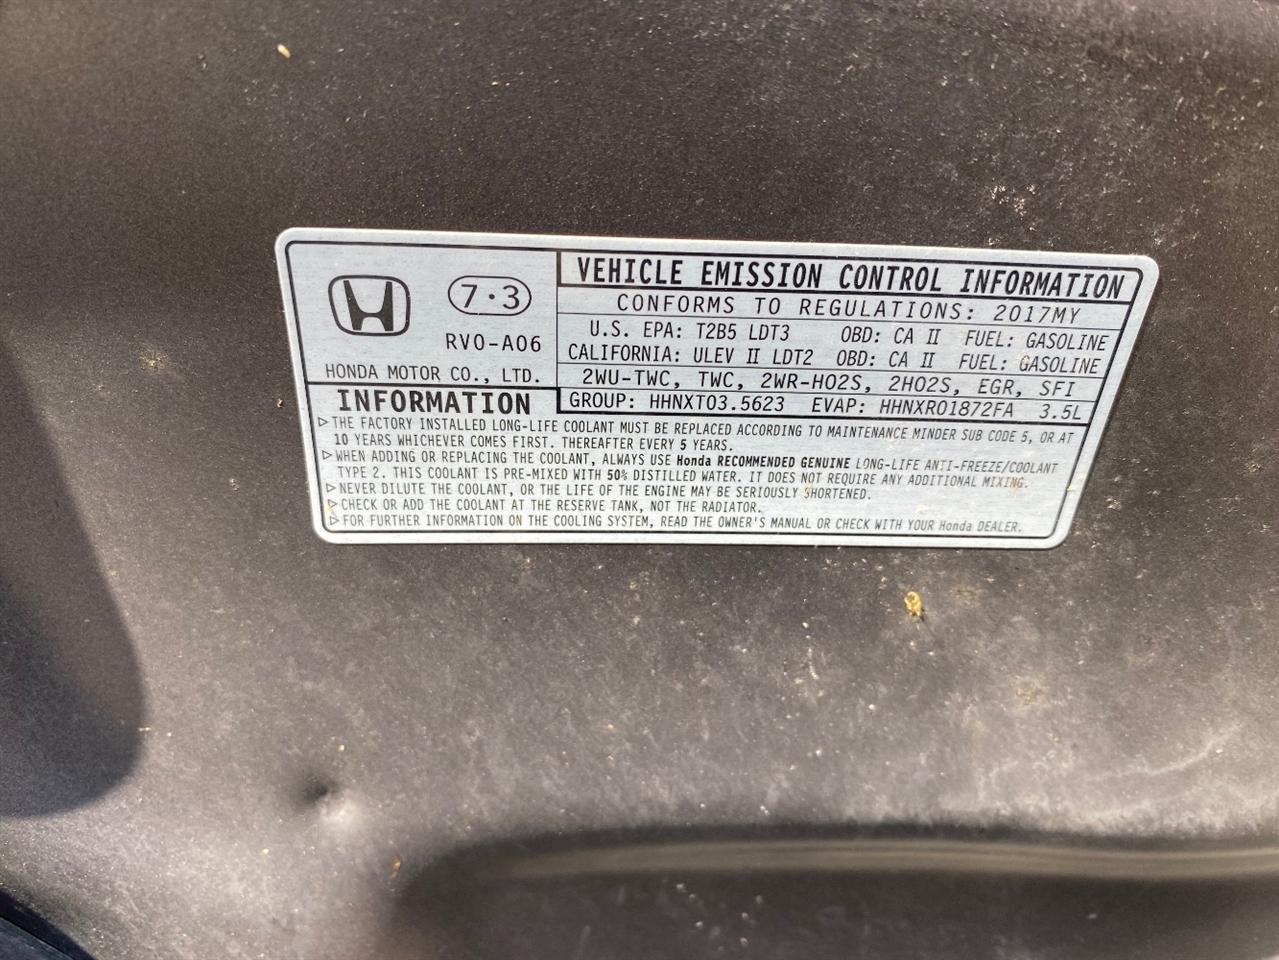 7·3
RV0-A06
HONDA MOTOR CO., LTD.
VEHICLE EMISSION CONTROL INFORMATION
CONFORMS TO REGULATIONS: 2017MY
U.S. EPA: T2B5 LDT3 OBD: CA II FUEL: GASOLINE
CALIFORNIA: ULEV II LDT2 OBD: CA II FUEL: GASOLINE
2WU-TWC, TWC, 2WR-HO2S, 2HO2S, EGR, SFI
GROUP: HHNXT03.5623 EVAP: HHNXR01872FA 3.5L
INFORMATION
▷THE FACTORY INSTALLED LONG-LIFE COOLANT MUST BE REPLACED ACCORDING TO MAINTENANCE MINDER SUB CODE 5, OR AT
10 YEARS WHICHEVER COMES FIRST. THEREAFTER EVERY 5 YEARS.
▷WHEN ADDING OR REPLACING THE COOLANT, ALWAYS USE Honda RECOMMENDED GENUINE LONG-LIFE ANTI-FREEZE/COOLANT
TYPE 2. THIS COOLANT IS PRE-MIXED WITH 50% DISTILLED WATER. IT DOES NOT REQUIRE ANY ADDITIONAL MIXING.
▷NEVER DILUTE THE COOLANT, OR THE LIFE OF THE ENGINE MAY BE SERIOUSLY SHORTENED.
▷CHECK OR ADD THE COOLANT AT THE RESERVE TANK, NOT THE RADIATOR.
▷FOR FURTHER INFORMATION ON THE COOLING SYSTEM, READ THE OWNER'S MANUAL OR CHECK WITH YOUR Honda DEALER.